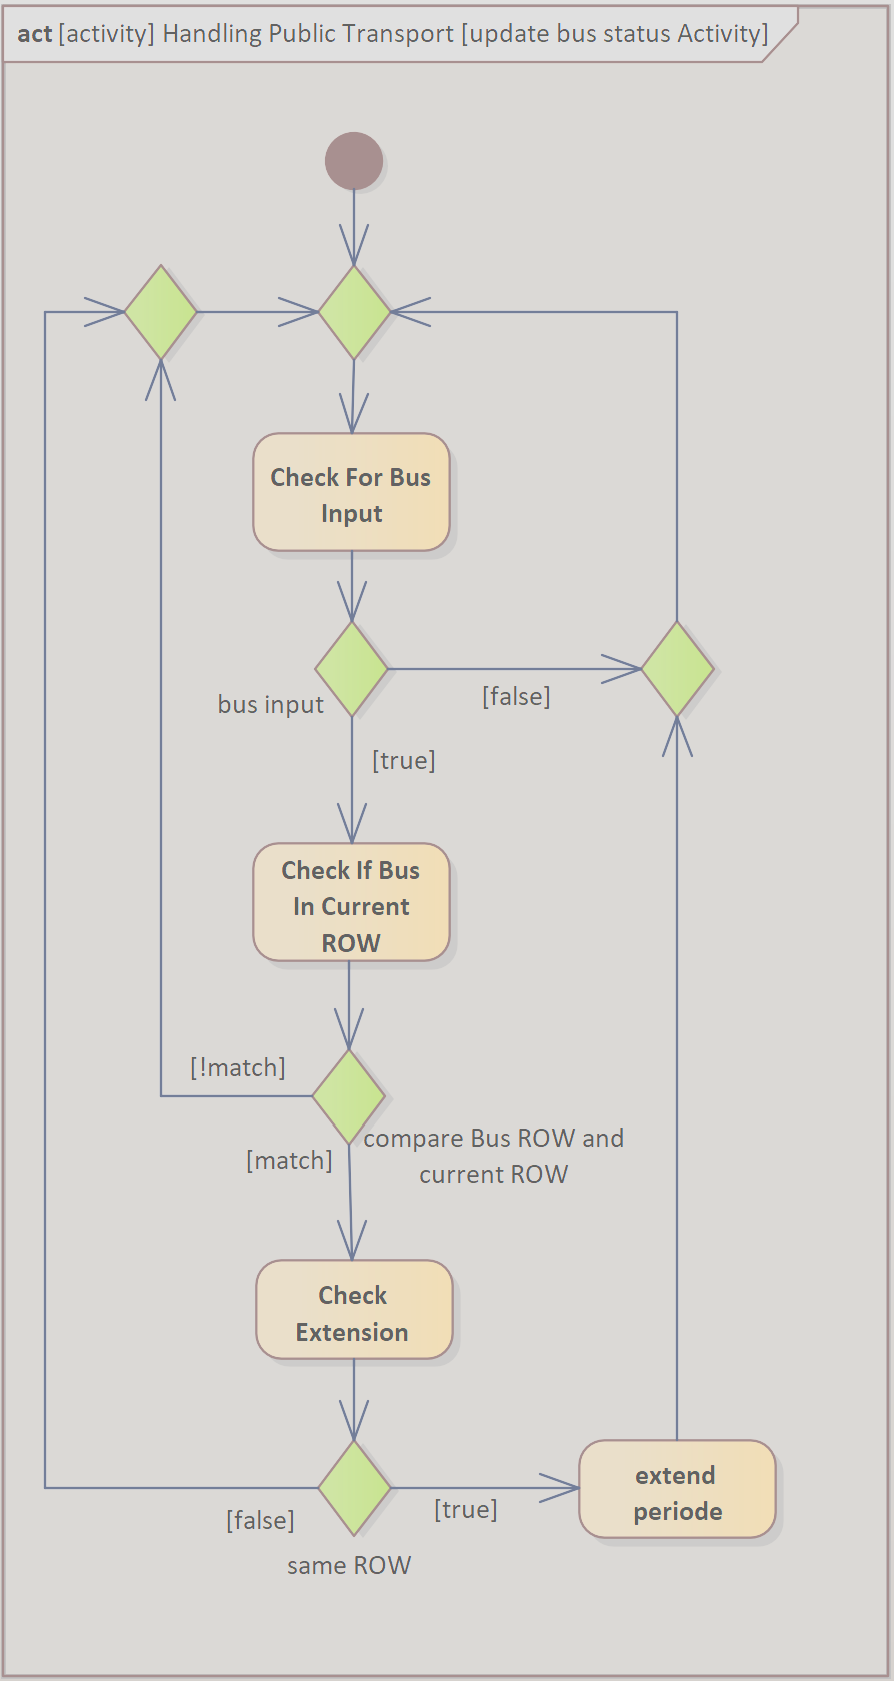 act [activity] Handling Public Transport [update bus status Activity]
Check For Bus
Input
bus input
[false]
[true]
Check If Bus
In Current
ROW
[!match]
compare Bus ROW and
current ROW
[match]
Check
Extension
extend
periode
[true]
[false]
same ROW